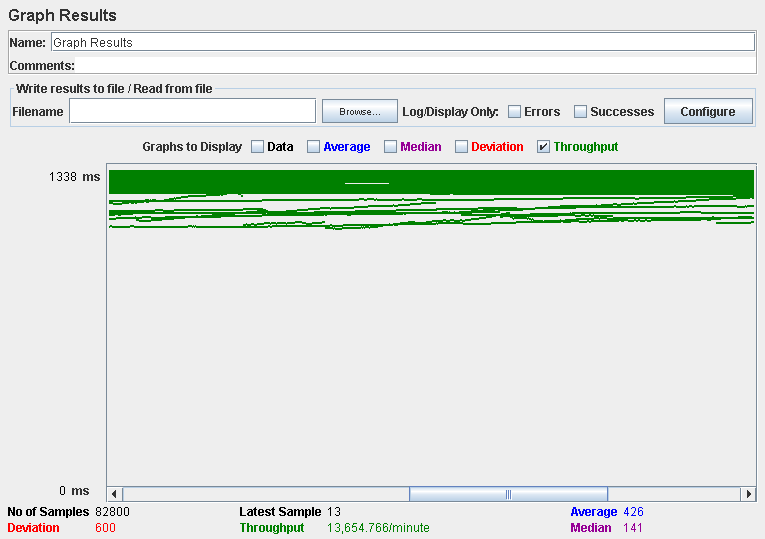 Graph Results
Name: Graph Results
Comments:
Write results to file / Read from file
Filename Browse... Log/Display Only: Errors Successes Configure
Graphs to Display Data Average Median Deviation Throughput
1338 ms
0 ms
No of Samples 82800 Latest Sample 13 Average 426
Deviation 600 Throughput 13,654.766/minute Median 141